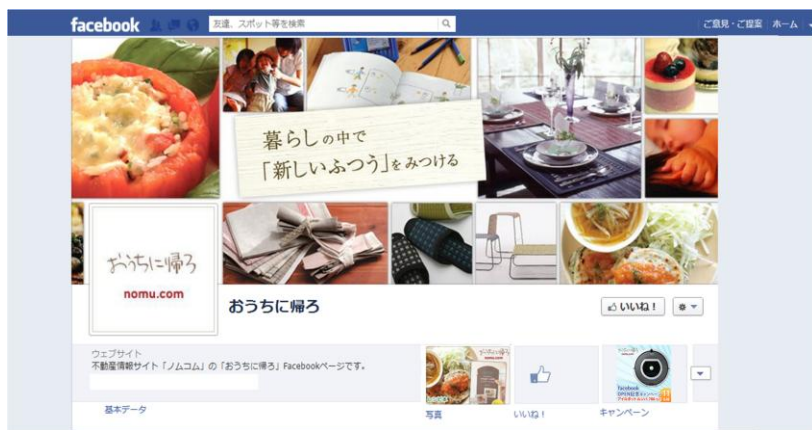 facebook
友達、スポット等を検索
ご意見・ご提案 ホーム
暮らしの中で
「新しいふつう」をみつける
おうちに帰ろ
nomu.com
おうちに帰ろ
いいね！
ウェブサイト
不動産情報サイト「ノムコム」の「おうちに帰ろ」Facebookページです。
基本データ
写真
いいね！
キャンペーン